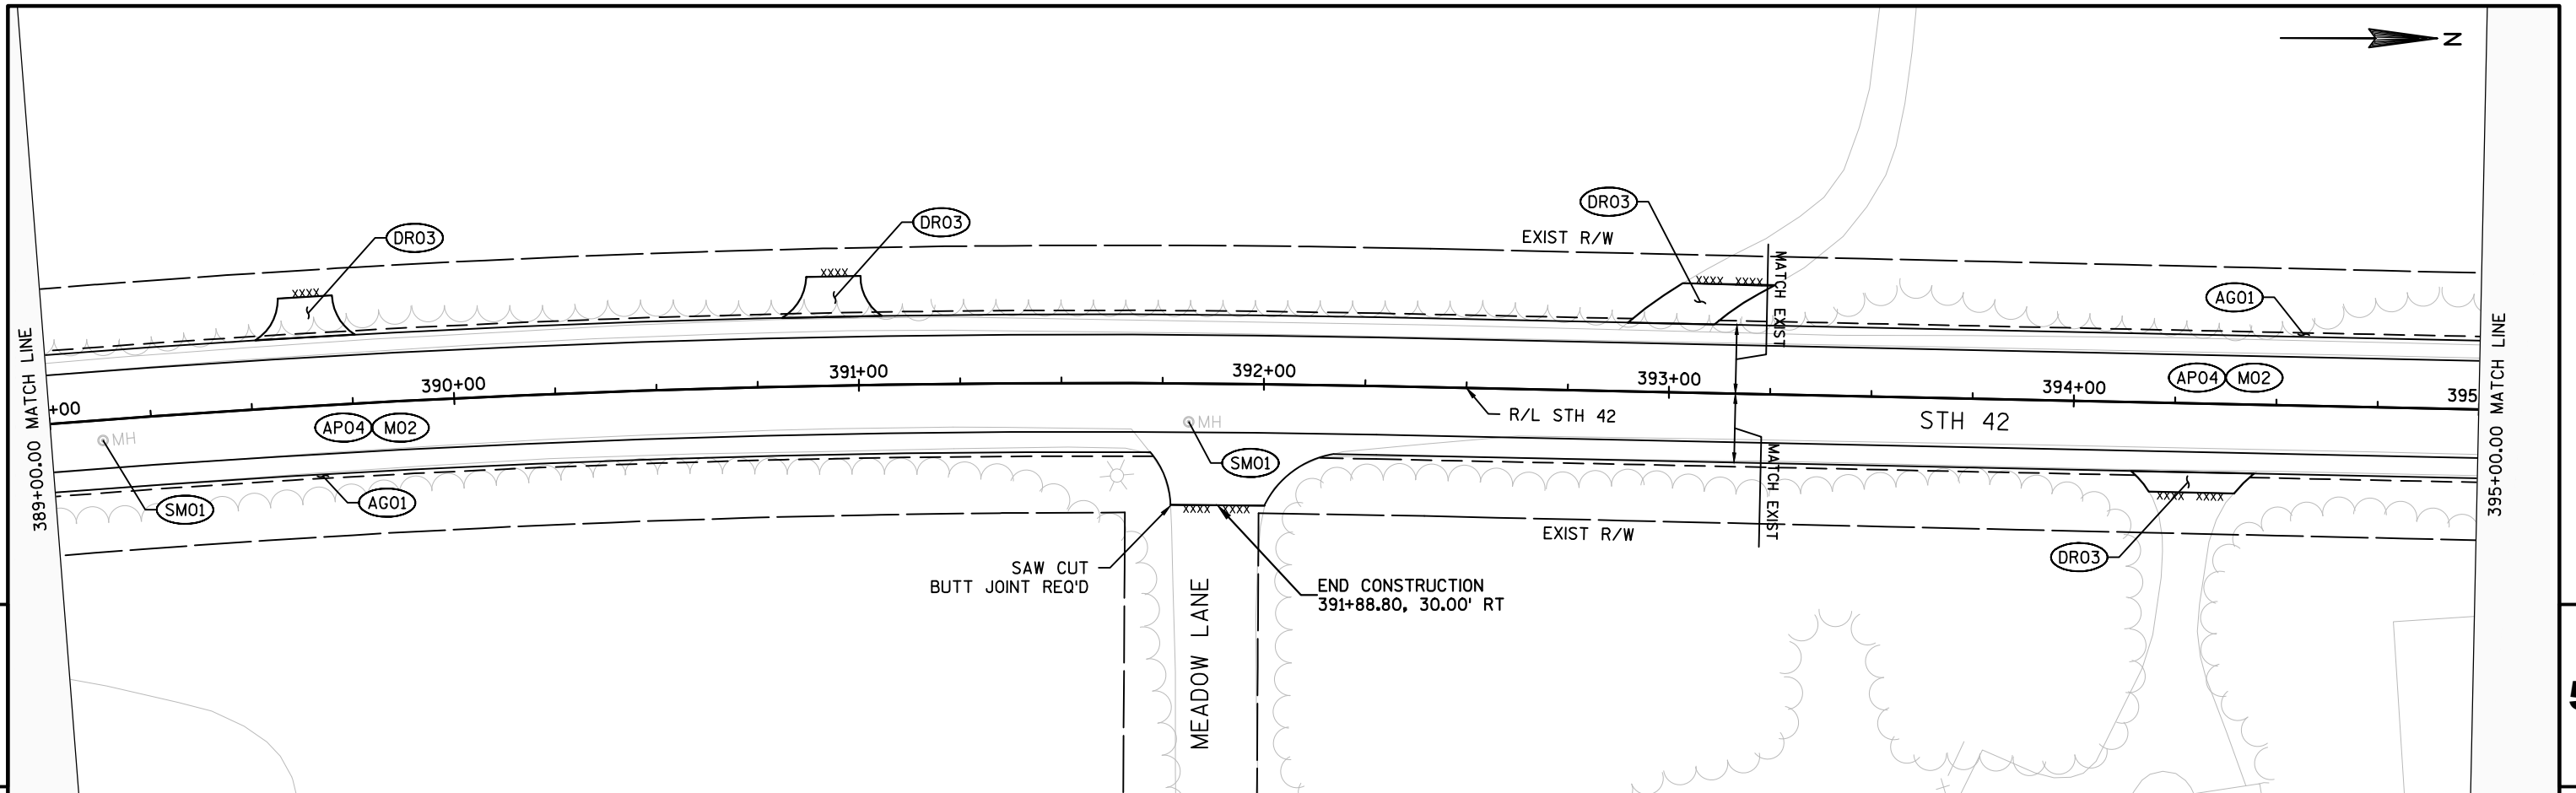 N
DR03
DR03
DR03
EXIST R/W
MATCH EXIST
AG01
389+00.00 MATCH LINE
+00
390+00
391+00
392+00
393+00
394+00
395
395+00.00 MATCH LINE
AP04 M02
AP04 M02
R/L STH 42
STH 42
MH
MH
SM01
SM01
AG01
MATCH EXIST
EXIST R/W
DR03
SAW CUT
BUTT JOINT REQ'D
END CONSTRUCTION
391+88.80, 30.00' RT
MEADOW LANE
XXXX
XXXX
XXXX XXXX
XXXX XXXX
XXXX XXXX